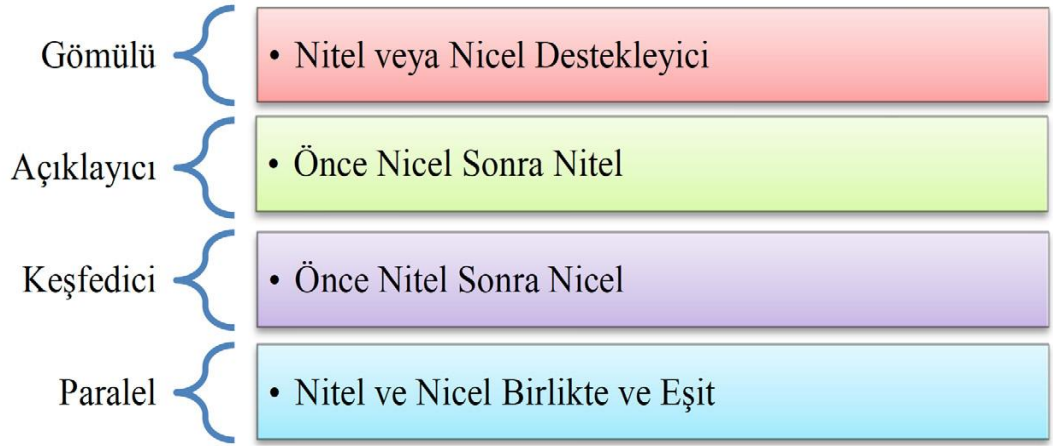 Gömülü
• Nitel veya Nicel Destekleyici
Açıklayıcı
• Önce Nicel Sonra Nitel
Keşfedici
• Önce Nitel Sonra Nicel
Paralel
• Nitel ve Nicel Birlikte ve Eşit